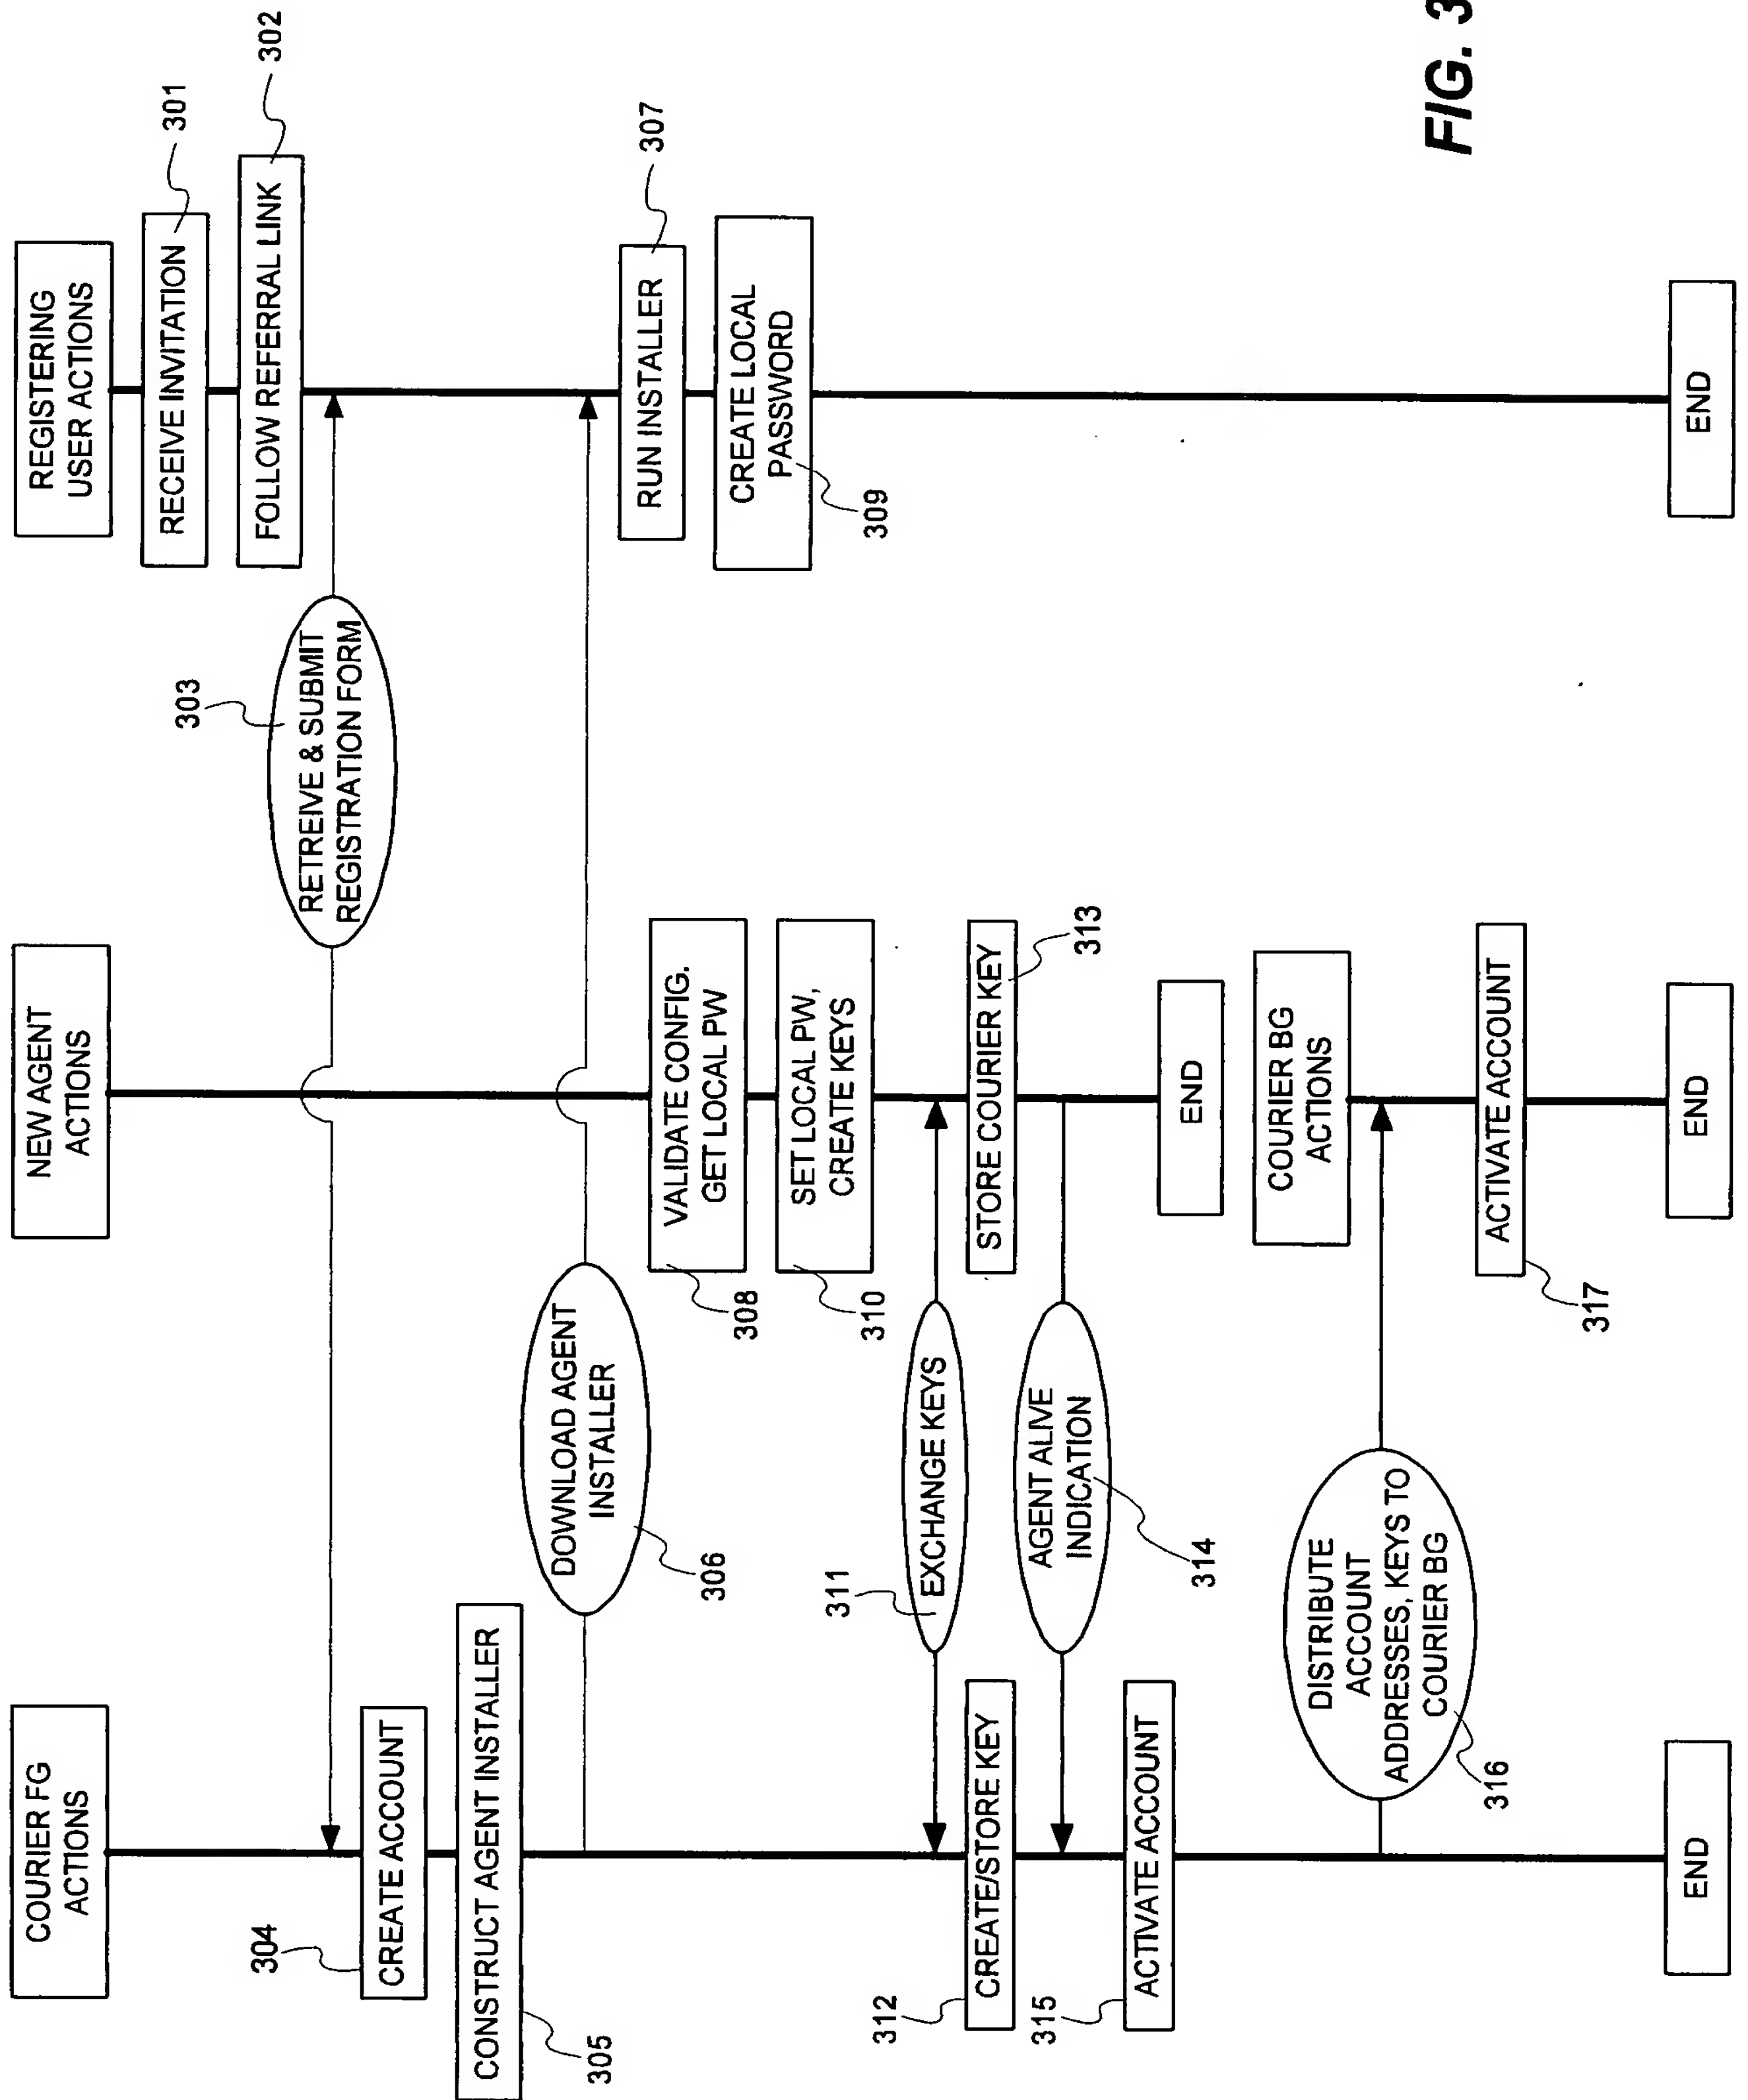 COURIER FG
ACTIONS
304
CREATE ACCOUNT
CONSTRUCT AGENT INSTALLER
305
312
CREATE/STORE KEY
315
ACTIVATE ACCOUNT
END
DOWNLOAD AGENT
INSTALLER
306
311
EXCHANGE KEYS
AGENT ALIVE
INDICATION
314
DISTRIBUTE
ACCOUNT
ADDRESSES, KEYS TO
COURIER BG
316
NEW AGENT
ACTIONS
VALIDATE CONFIG.
GET LOCAL PW
308
SET LOCAL PW,
CREATE KEYS
310
STORE COURIER KEY
313
END
COURIER BG
ACTIONS
ACTIVATE ACCOUNT
317
END
303
RETREIVE & SUBMIT
REGISTRATION FORM
REGISTERING
USER ACTIONS
RECEIVE INVITATION
301
FOLLOW REFERRAL LINK
302
RUN INSTALLER
307
CREATE LOCAL
PASSWORD
309
END
FIG. 3